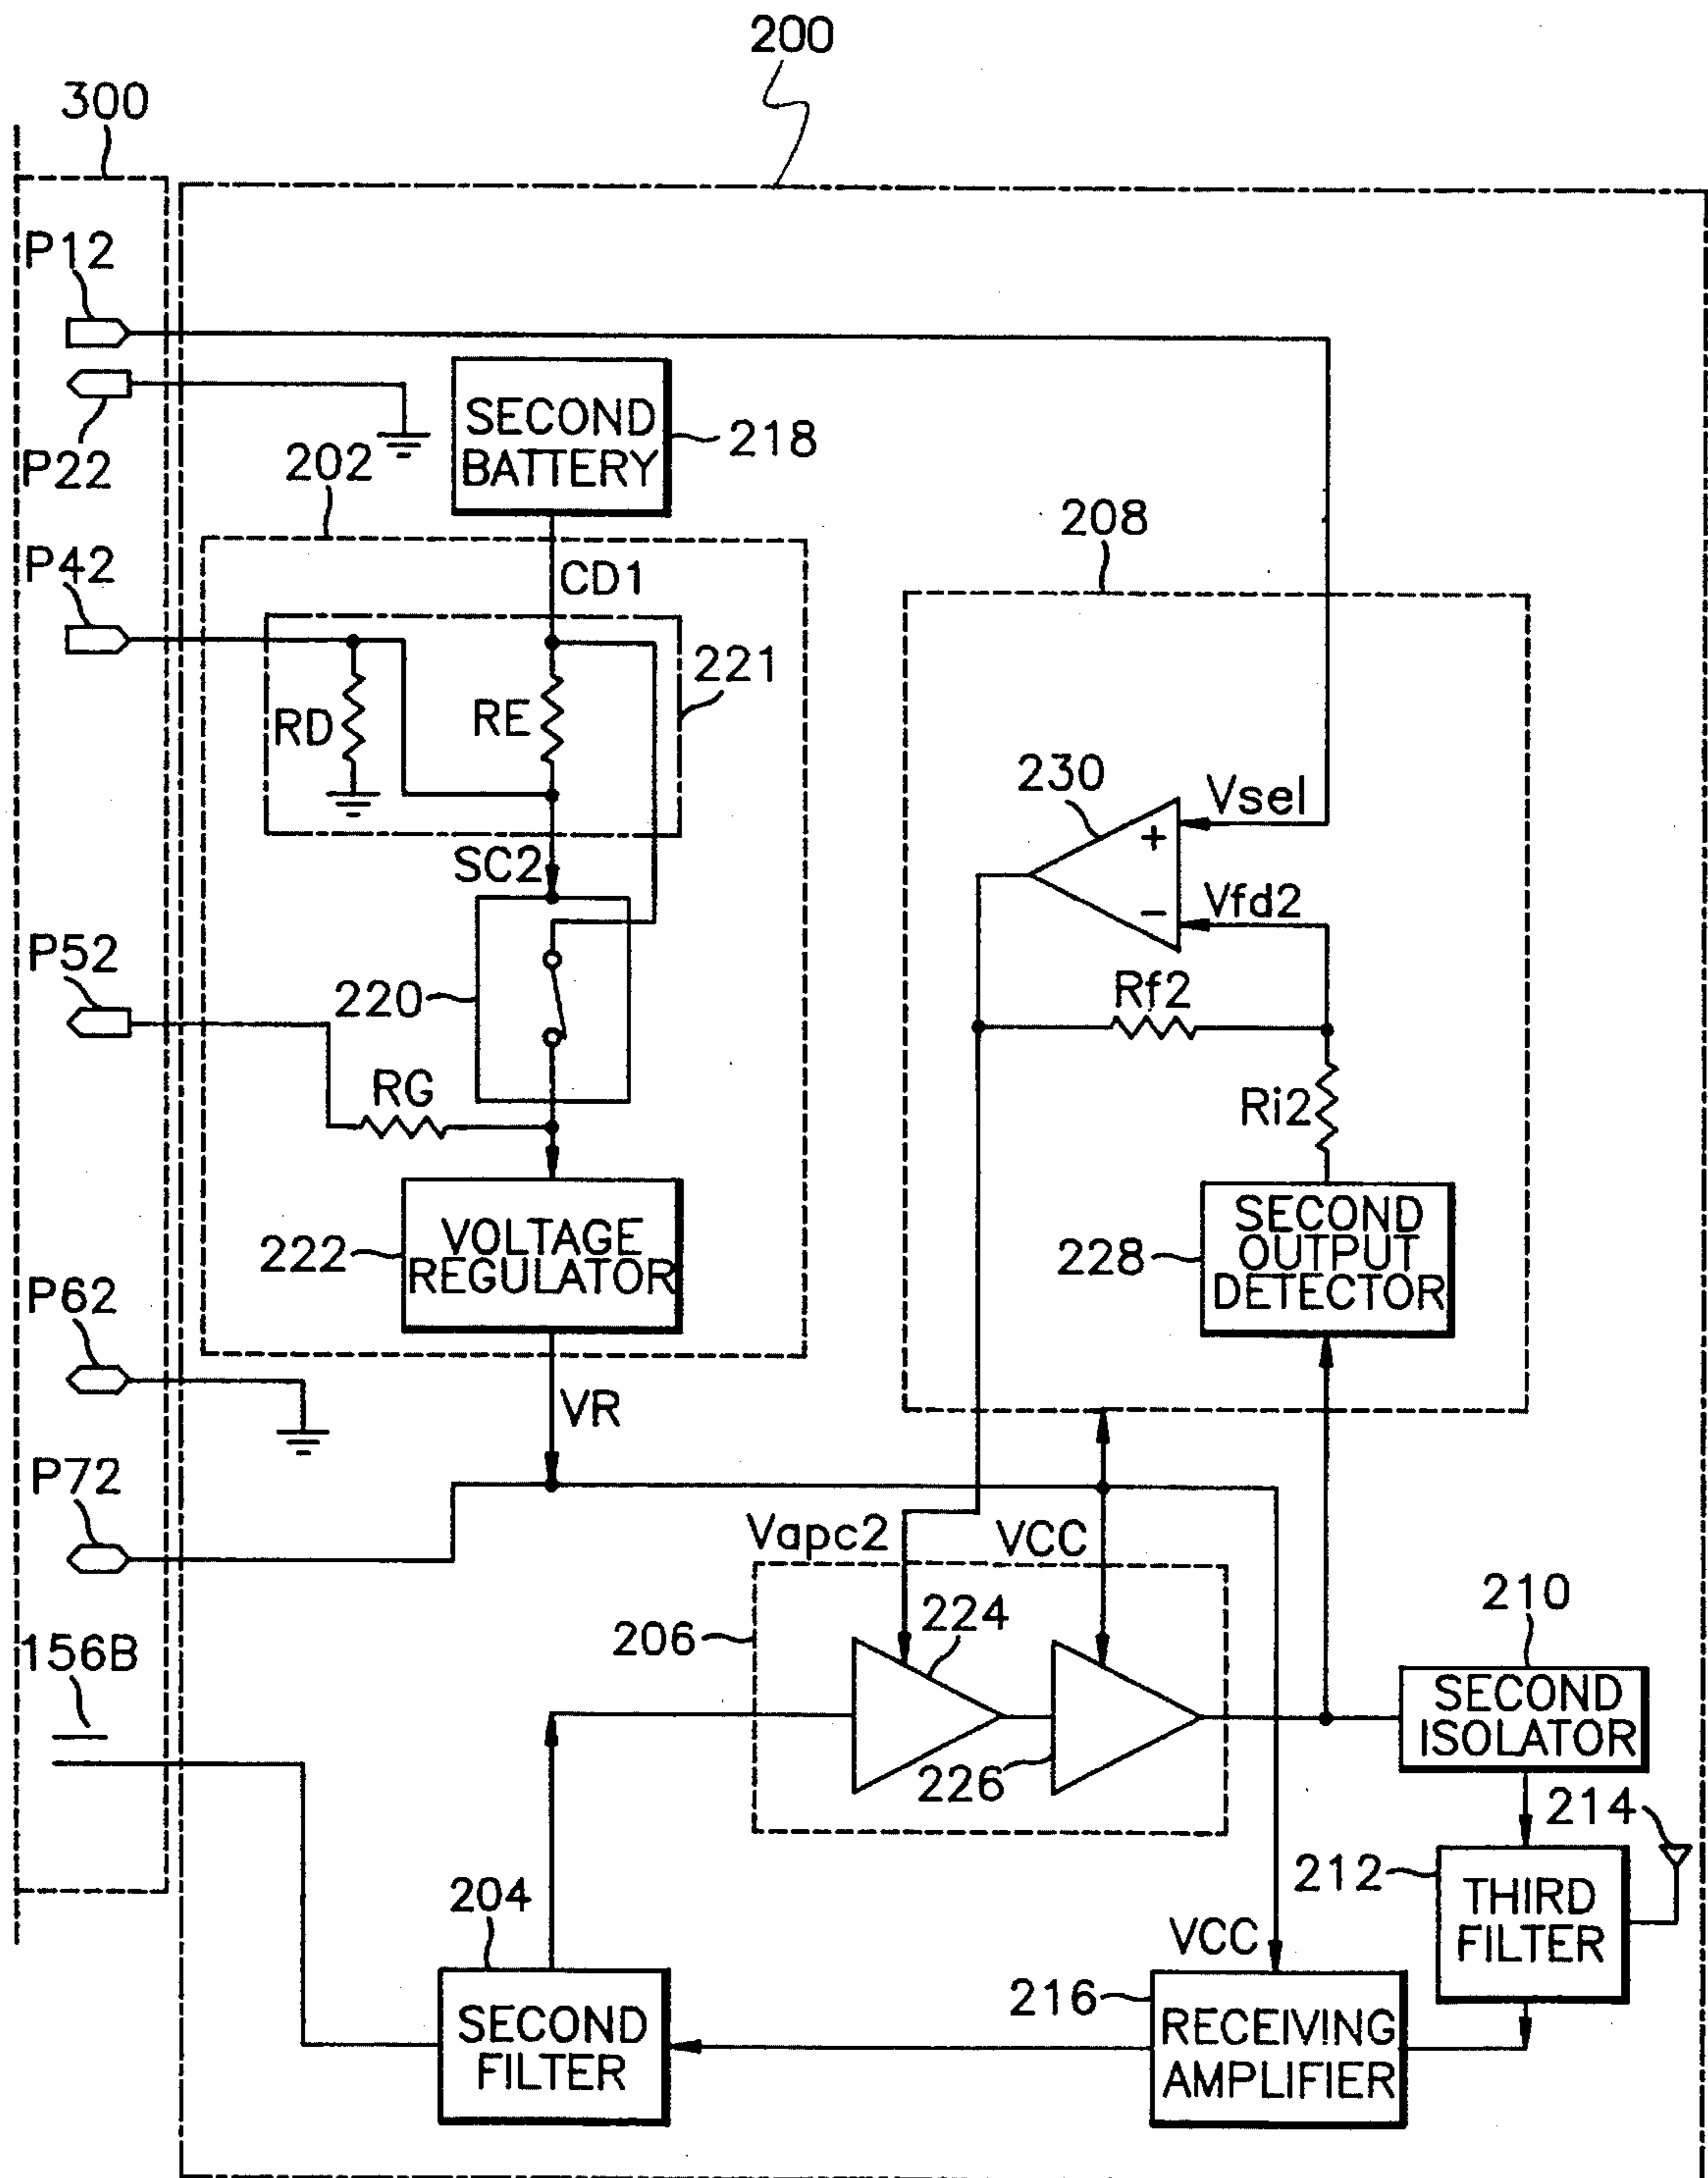 200
300
P12
P22
SECOND
BATTERY
218
202
P42
CD1
208
221
RD
RE
230
Vsel
+
SC2
Vfd2
−
P52
220
Rf2
RG
Ri2
VOLTAGE
REGULATOR
222
SECOND
OUTPUT
DETECTOR
228
P62
VR
P72
Vapc2
VCC
224
210
206
156B
SECOND
ISOLATOR
226
214
212
THIRD
FILTER
204
VCC
216
SECOND
FILTER
RECEIVING
AMPLIFIER